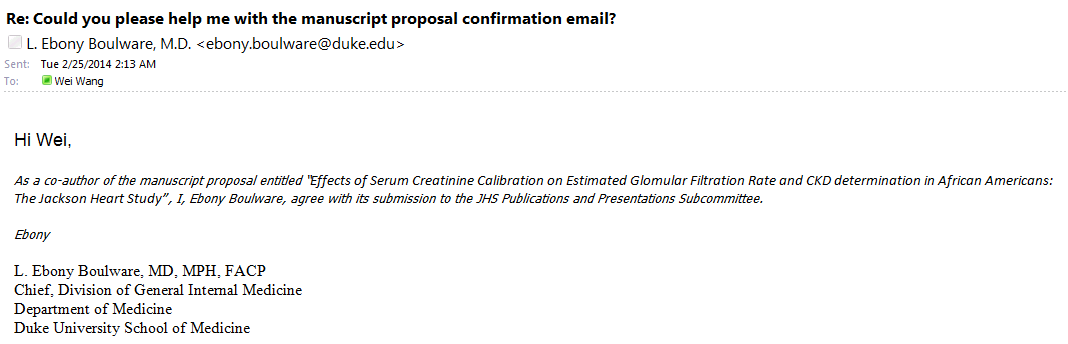 Re: Could you please help me with the manuscript proposal confirmation email?
L. Ebony Boulware, M.D. <ebony.boulware@duke.edu>
Sent: Tue 2/25/2014 2:13 AM
To: Wei Wang
Hi Wei,
As a co-author of the manuscript proposal entitled "Effects of Serum Creatinine Calibration on Estimated Glomular Filtration Rate and CKD determination in African Americans:
The Jackson Heart Study”, I, Ebony Boulware, agree with its submission to the JHS Publications and Presentations Subcommittee.
Ebony
L. Ebony Boulware, MD, MPH, FACP
Chief, Division of General Internal Medicine
Department of Medicine
Duke University School of Medicine